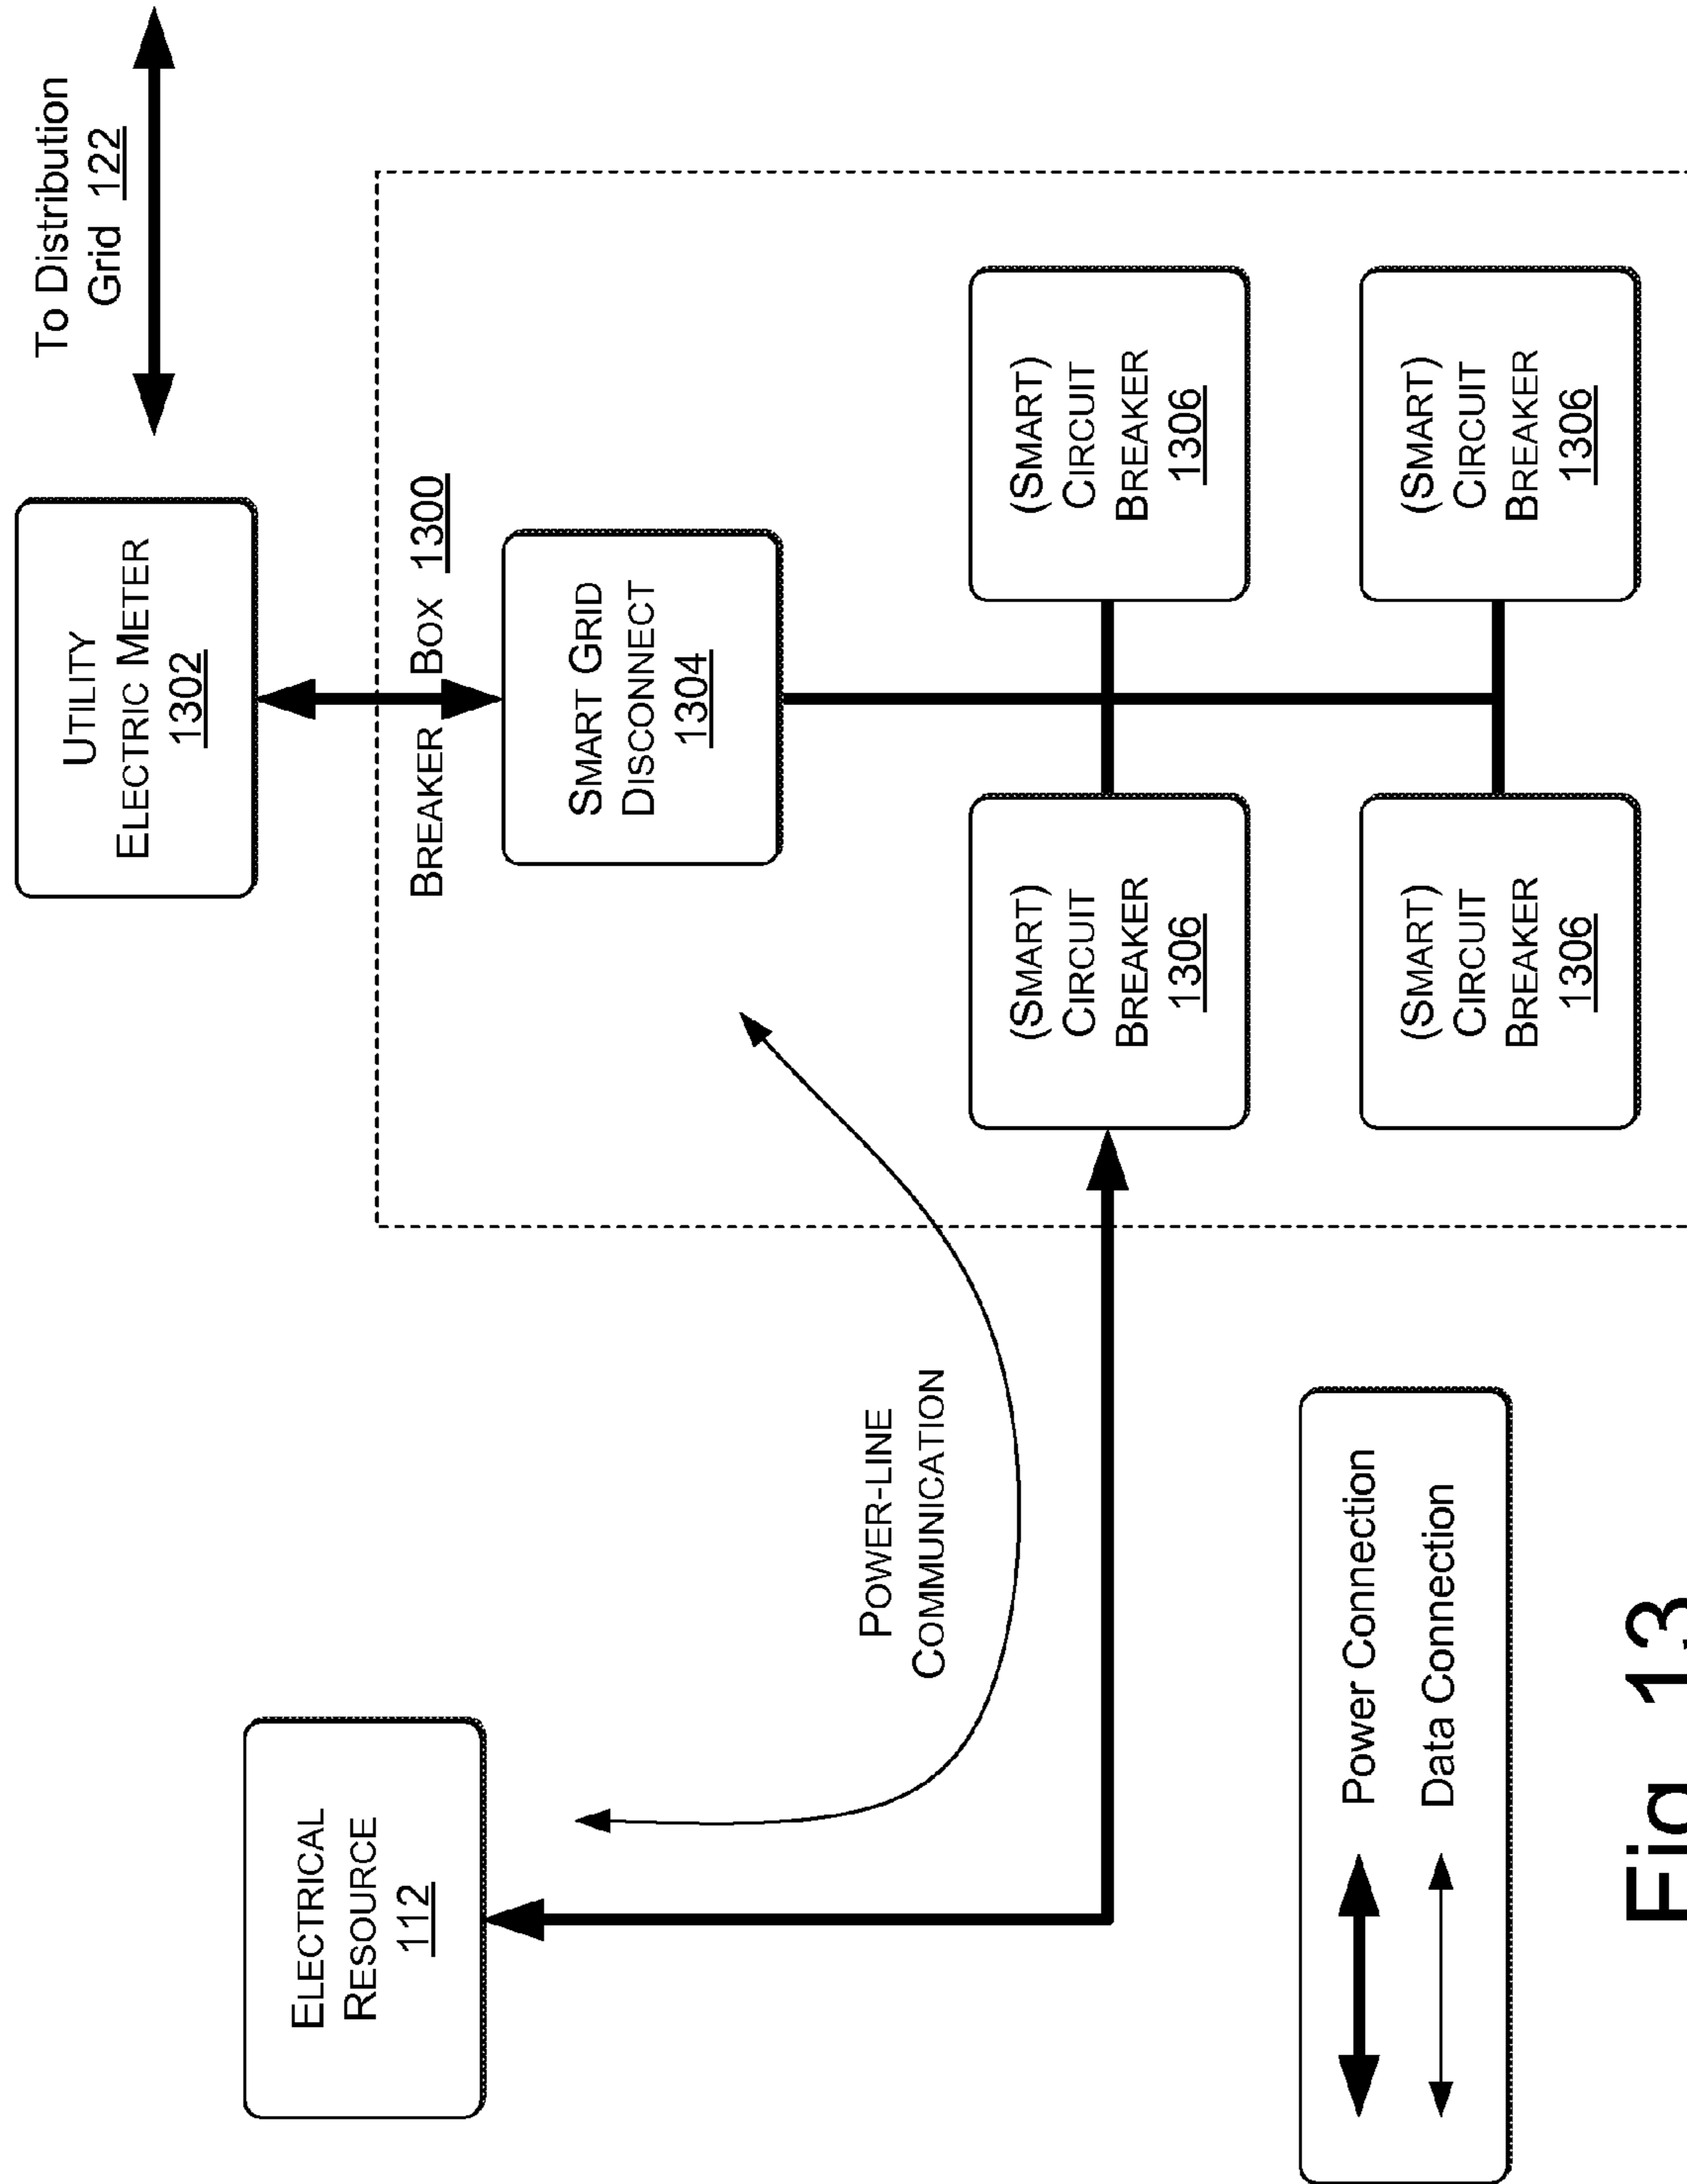 To Distribution
Grid 122
UTILITY
ELECTRIC METER
1302
BREAKER BOX 1300
ELECTRICAL
RESOURCE
112
SMART GRID
DISCONNECT
1304
POWER-LINE
COMMUNICATION
(SMART)
CIRCUIT
BREAKER
1306
(SMART)
CIRCUIT
BREAKER
1306
(SMART)
CIRCUIT
BREAKER
1306
(SMART)
CIRCUIT
BREAKER
1306
Power Connection
Data Connection
Fig. 13